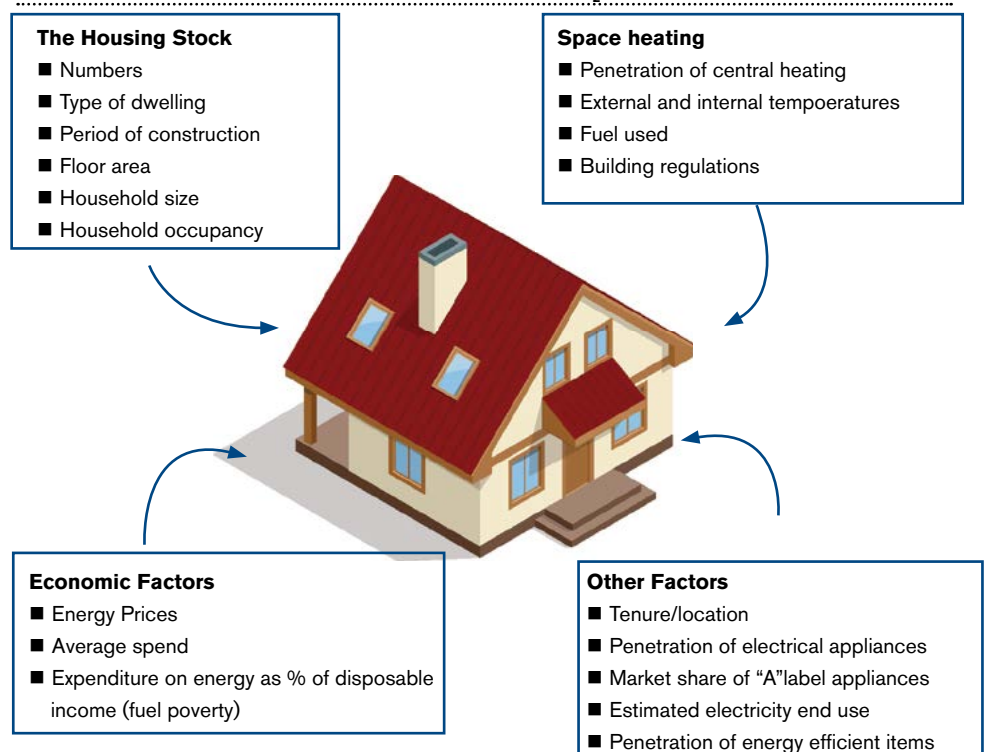 The Housing Stock
■ Numbers
■ Type of dwelling
■ Period of construction
■ Floor area
■ Household size
■ Household occupancy
Space heating
■ Penetration of central heating
■ External and internal tempoeratures
■ Fuel used
■ Building regulations
Economic Factors
■ Energy Prices
■ Average spend
■ Expenditure on energy as % of disposable
income (fuel poverty)
Other Factors
■ Tenure/location
■ Penetration of electrical appliances
■ Market share of “A”label appliances
■ Estimated electricity end use
■ Penetration of energy efficient items